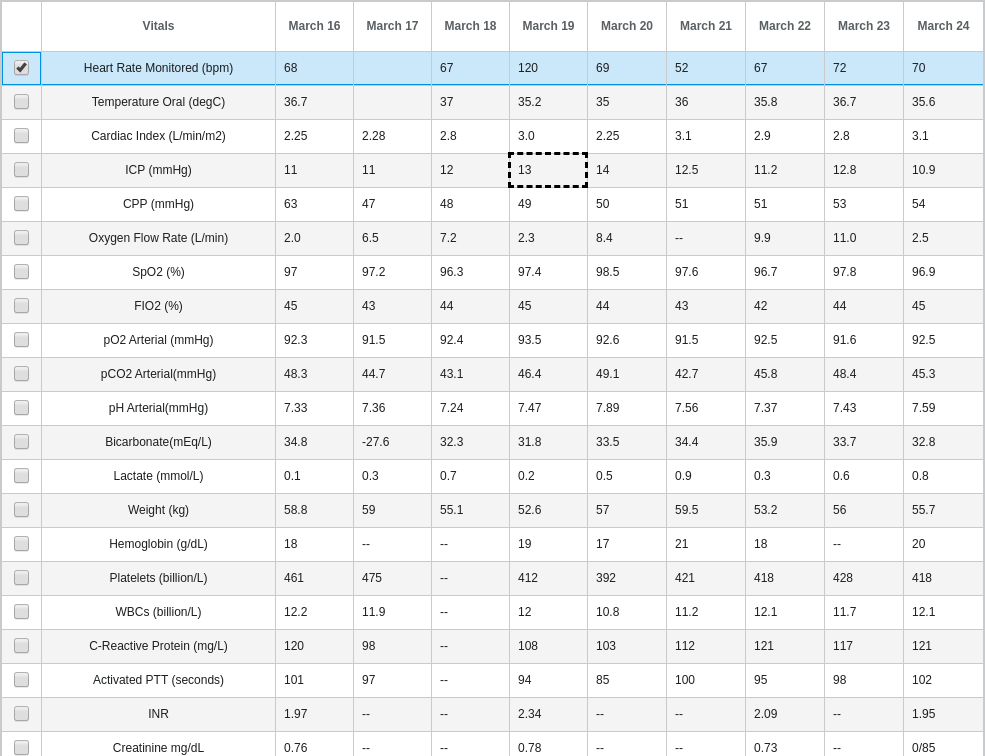 Vitals March 16 March 17 March 18 March 19 March 20 March 21 March 22 March 23 March 24
Heart Rate Monitored (bpm) 68 67 120 69 52 67 72 70
Temperature Oral (degC) 36.7 37 35.2 35 36 35.8 36.7 35.6
Cardiac Index (L/min/m2) 2.25 2.28 2.8 3.0 2.25 3.1 2.9 2.8 3.1
ICP (mmHg) 11 11 12 13 14 12.5 11.2 12.8 10.9
CPP (mmHg) 63 47 48 49 50 51 51 53 54
Oxygen Flow Rate (L/min) 2.0 6.5 7.2 2.3 8.4 -- 9.9 11.0 2.5
SpO2 (%) 97 97.2 96.3 97.4 98.5 97.6 96.7 97.8 96.9
FIO2 (%) 45 43 44 45 44 43 42 44 45
pO2 Arterial (mmHg) 92.3 91.5 92.4 93.5 92.6 91.5 92.5 91.6 92.5
pCO2 Arterial(mmHg) 48.3 44.7 43.1 46.4 49.1 42.7 45.8 48.4 45.3
pH Arterial(mmHg) 7.33 7.36 7.24 7.47 7.89 7.56 7.37 7.43 7.59
Bicarbonate(mEq/L) 34.8 -27.6 32.3 31.8 33.5 34.4 35.9 33.7 32.8
Lactate (mmol/L) 0.1 0.3 0.7 0.2 0.5 0.9 0.3 0.6 0.8
Weight (kg) 58.8 59 55.1 52.6 57 59.5 53.2 56 55.7
Hemoglobin (g/dL) 18 -- -- 19 17 21 18 -- 20
Platelets (billion/L) 461 475 -- 412 392 421 418 428 418
WBCs (billion/L) 12.2 11.9 -- 12 10.8 11.2 12.1 11.7 12.1
C-Reactive Protein (mg/L) 120 98 -- 108 103 112 121 117 121
Activated PTT (seconds) 101 97 -- 94 85 100 95 98 102
INR 1.97 -- -- 2.34 -- -- 2.09 -- 1.95
Creatinine mg/dL 0.76 -- -- 0.78 -- -- 0.73 -- 0/85